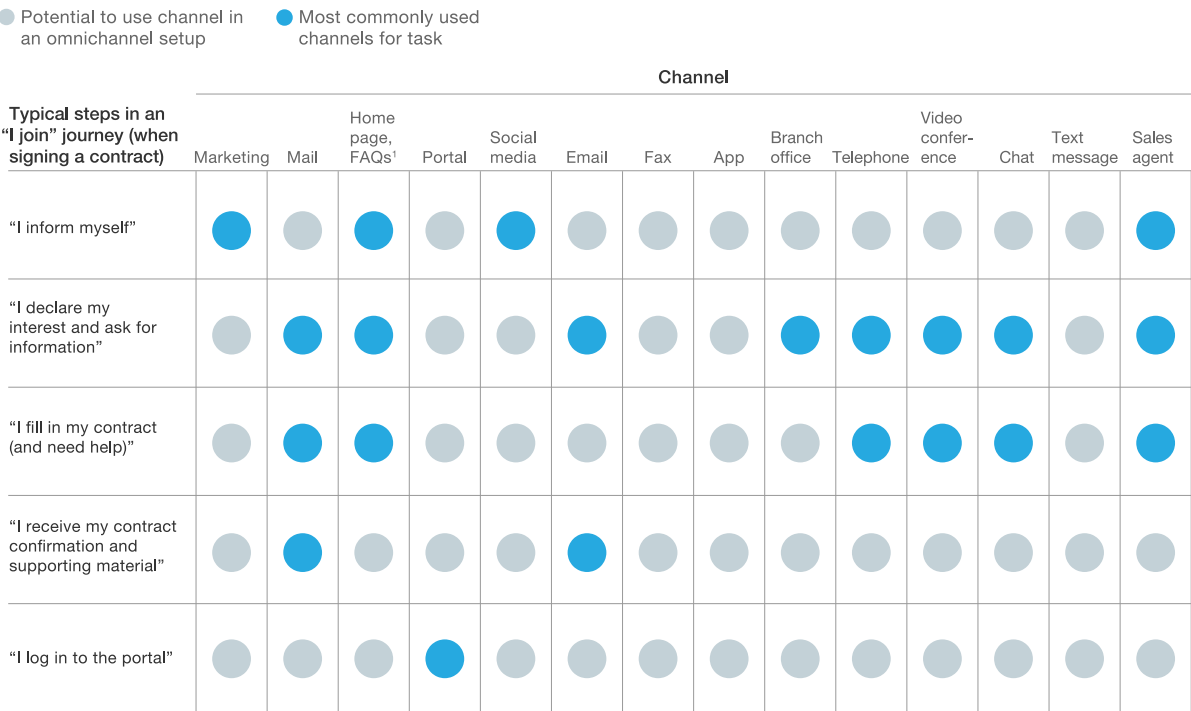 Potential to use channel in
an omnichannel setup
Most commonly used
channels for task
Channel
Typical steps in an
“I join” journey (when
signing a contract)
Marketing
Mail
Home
page,
FAQs¹
Portal
Social
media
Email
Fax
App
Branch
office
Telephone
Video
confer-
ence
Chat
Text
message
Sales
agent
“I inform myself”
“I declare my
interest and ask for
information”
“I fill in my contract
(and need help)”
“I receive my contract
confirmation and
supporting material”
“I log in to the portal”